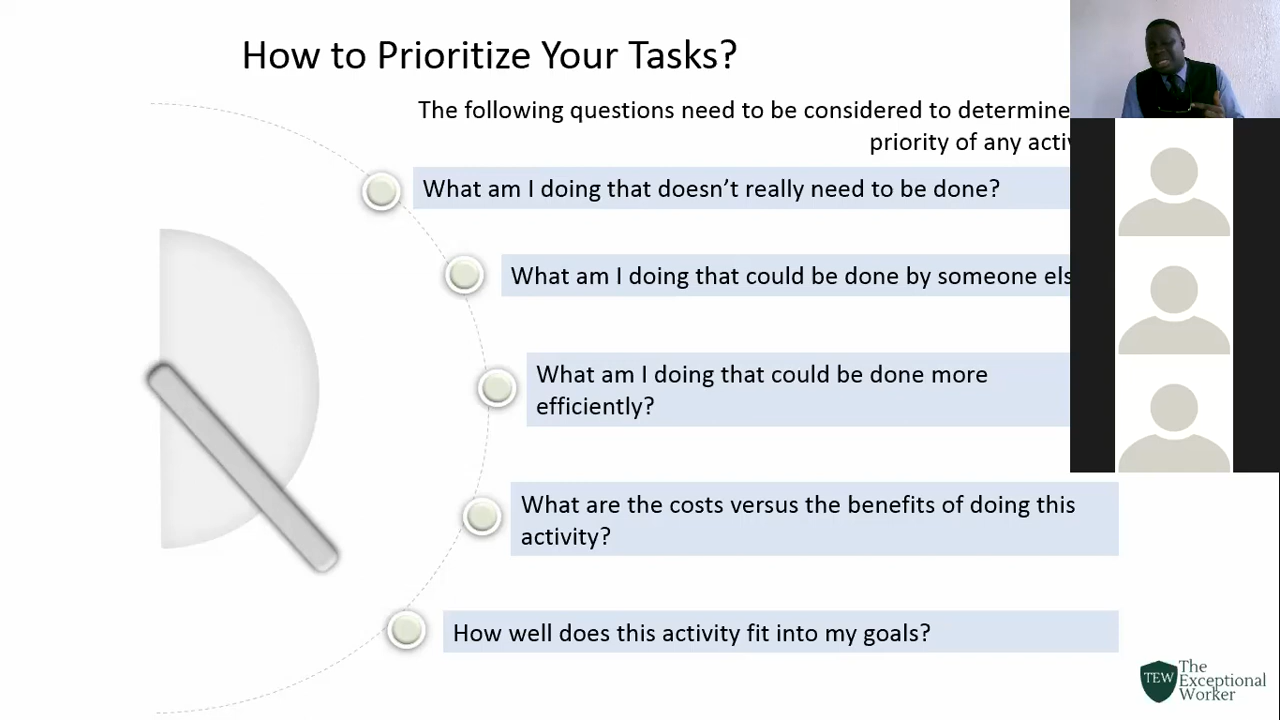 How to Prioritize Your Tasks?
The following questions need to be considered to determine
priority of any
What am I doing that doesn’t really need to be done?
What am I doing that could be done by someone
What am I doing that could be done more
efficiently?
What are the costs versus the benefits of doing this
activity?
How well does this activity fit into my goals?
TEW
The
Exceptional
Worker